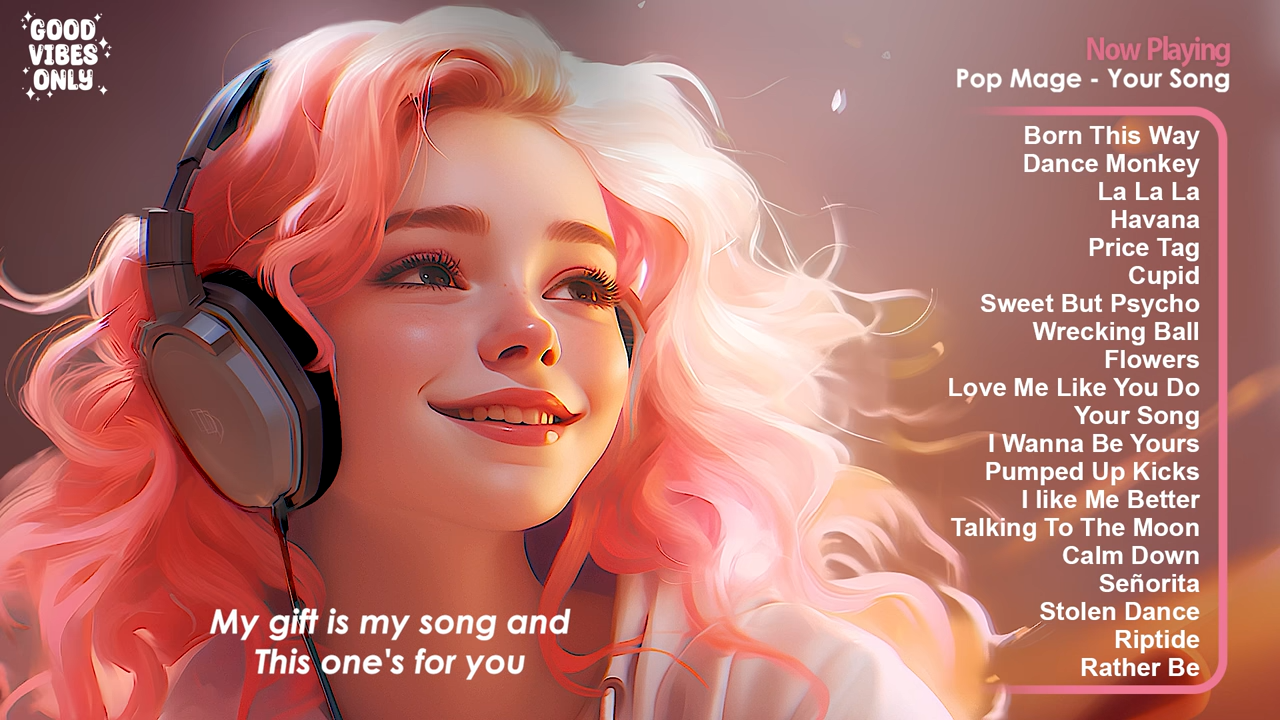 GOOD
VIBES
ONLY
Now Playing
Pop Mage - Your Song
Born This Way
Dance Monkey
La La La
Havana
Price Tag
Cupid
Sweet But Psycho
Wrecking Ball
Flowers
Love Me Like You Do
Your Song
I Wanna Be Yours
Pumped Up Kicks
I like Me Better
Talking To The Moon
Calm Down
Señorita
Stolen Dance
Riptide
Rather Be
My gift is my song and
This one's for you